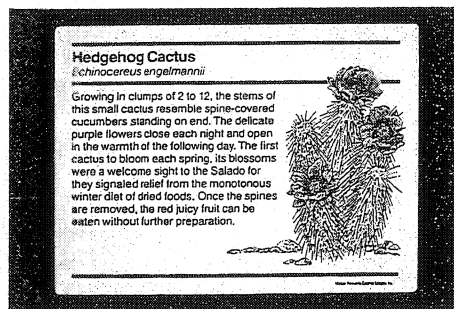 Hedgehog Cactus
Echinocereus engelmannii
Growing in clumps of 2 to 12, the stems of
this small cactus resemble spine-covered
cucumbers standing on end. The delicate
purple flowers close each night and open
in the warmth of the following day. The first
cactus to bloom each spring, its blossoms
were a welcome sight to the Salado for
they signaled relief from the monotonous
winter diet of dried foods. Once the spines
are removed, the red juicy fruit can be
eaten without further preparation.